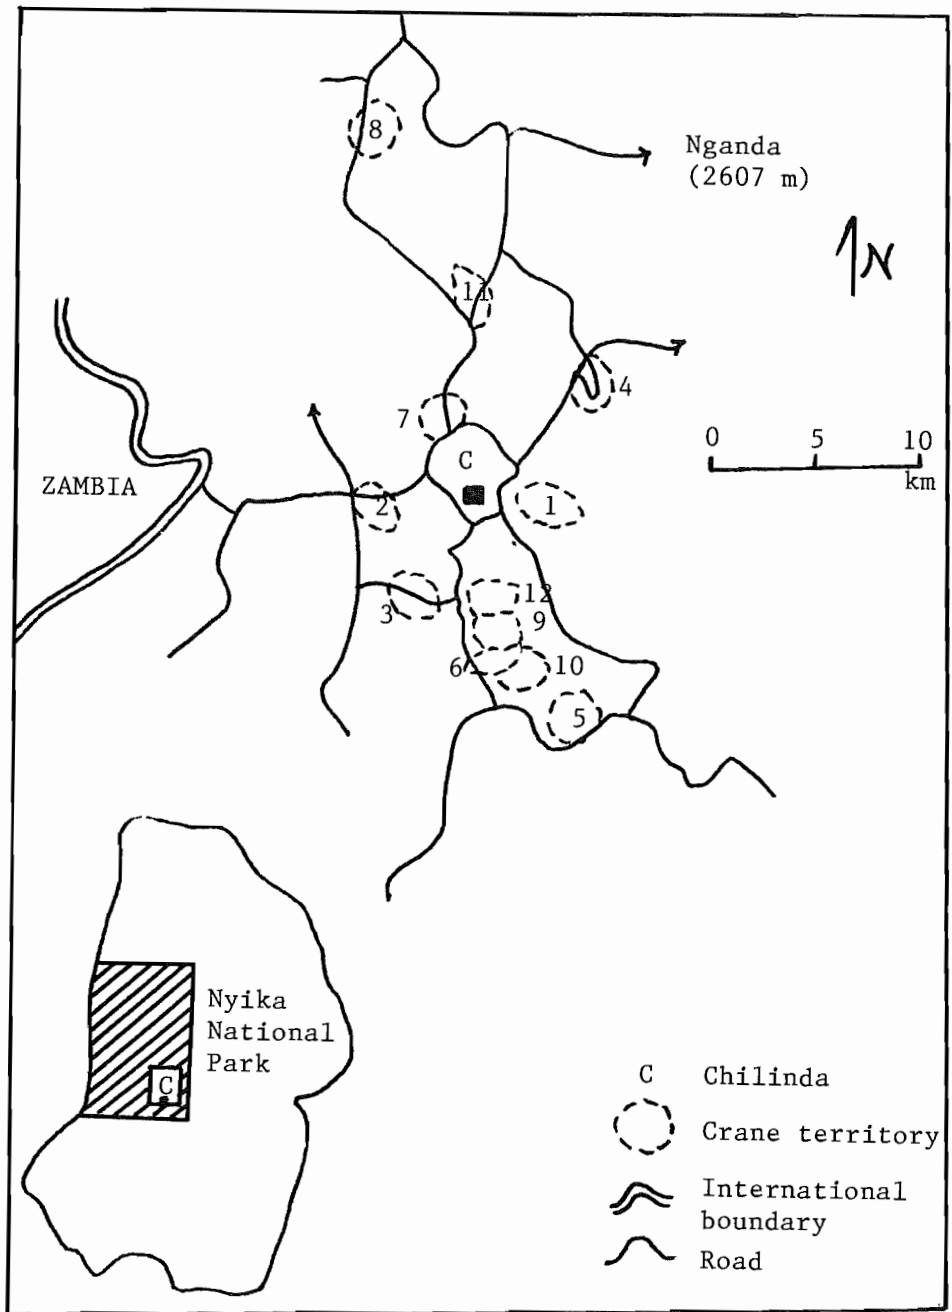 8
Nganda
(2607 m)
N
11
4
7
0 5 10
km
C
ZAMBIA
2
1
3
12
9
6
10
5
Nyika
National
Park
C
C Chilinda
Crane territory
International
boundary
Road